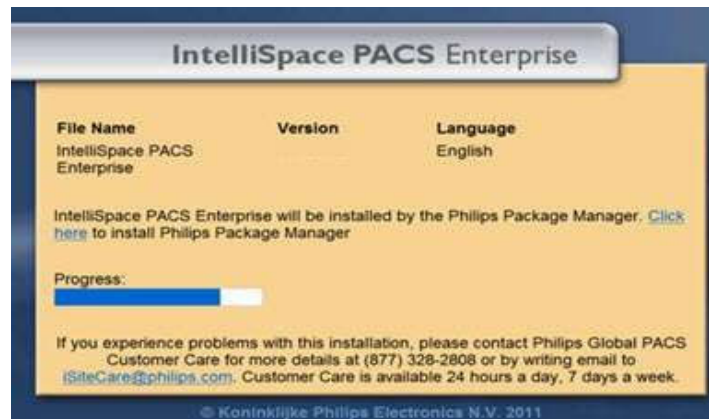 IntelliSpace PACS Enterprise
File Name Version Language
IntelliSpace PACS English
Enterprise
IntelliSpace PACS Enterprise will be installed by the Philips Package Manager. Click
here to install Philips Package Manager
Progress:
If you experience problems with this installation, please contact Philips Global PACS
Customer Care for more details at (877) 328-2808 or by writing email to
iSiteCare@philips.com. Customer Care is available 24 hours a day, 7 days a week.
© Koninklijke Philips Electronics N.V. 2011